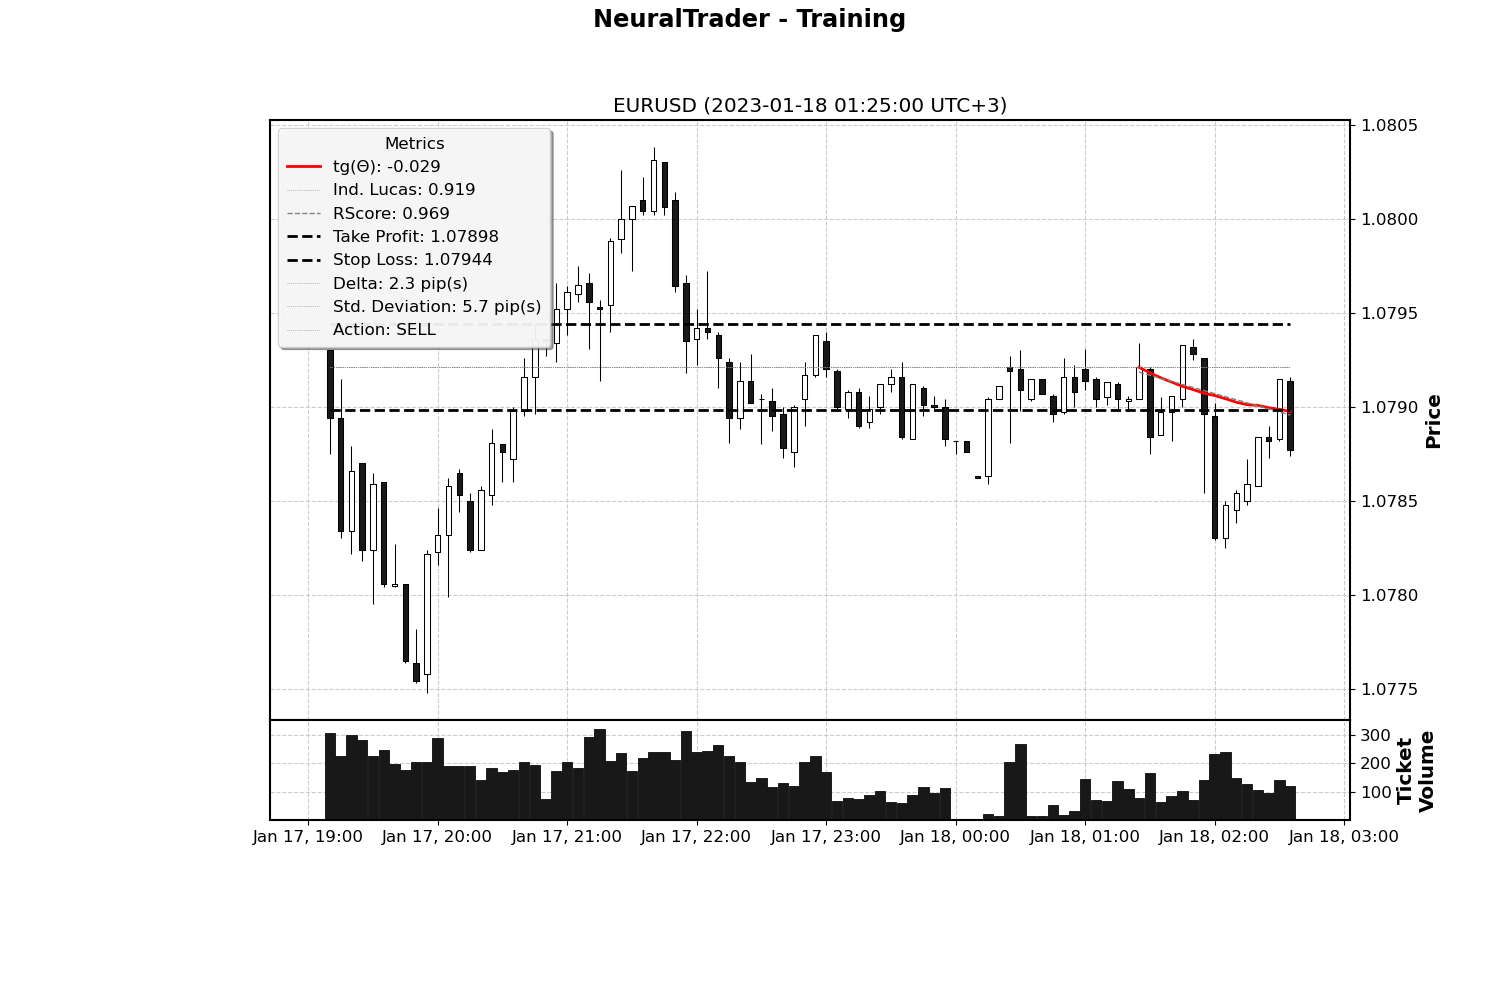 NeuralTrader - Training
EURUSD (2023-01-18 01:25:00 UTC+3)
Metrics
tg(Θ): -0.029
Ind. Lucas: 0.919
RScore: 0.969
Take Profit: 1.07898
Stop Loss: 1.07944
Delta: 2.3 pip(s)
Std. Deviation: 5.7 pip(s)
Action: SELL
1.0805
1.0800
1.0795
1.0790
1.0785
1.0780
1.0775
Price
300
200
100
Ticket
Volume
Jan 17, 19:00
Jan 17, 20:00
Jan 17, 21:00
Jan 17, 22:00
Jan 17, 23:00
Jan 18, 00:00
Jan 18, 01:00
Jan 18, 02:00
Jan 18, 03:00